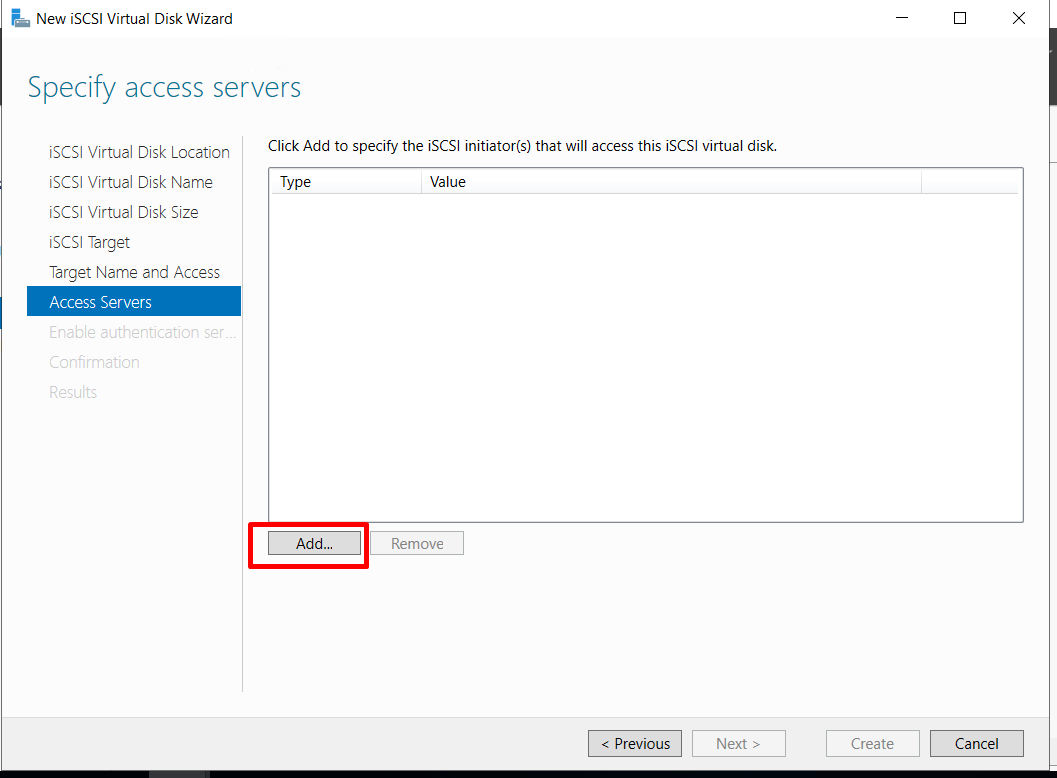 New iSCSI Virtual Disk Wizard
Specify access servers
iSCSI Virtual Disk Location
iSCSI Virtual Disk Name
iSCSI Virtual Disk Size
iSCSI Target
Target Name and Access
Access Servers
Enable authentication ser...
Confirmation
Results
Click Add to specify the iSCSI initiator(s) that will access this iSCSI virtual disk.
Type Value
Add... Remove
< Previous Next > Create Cancel